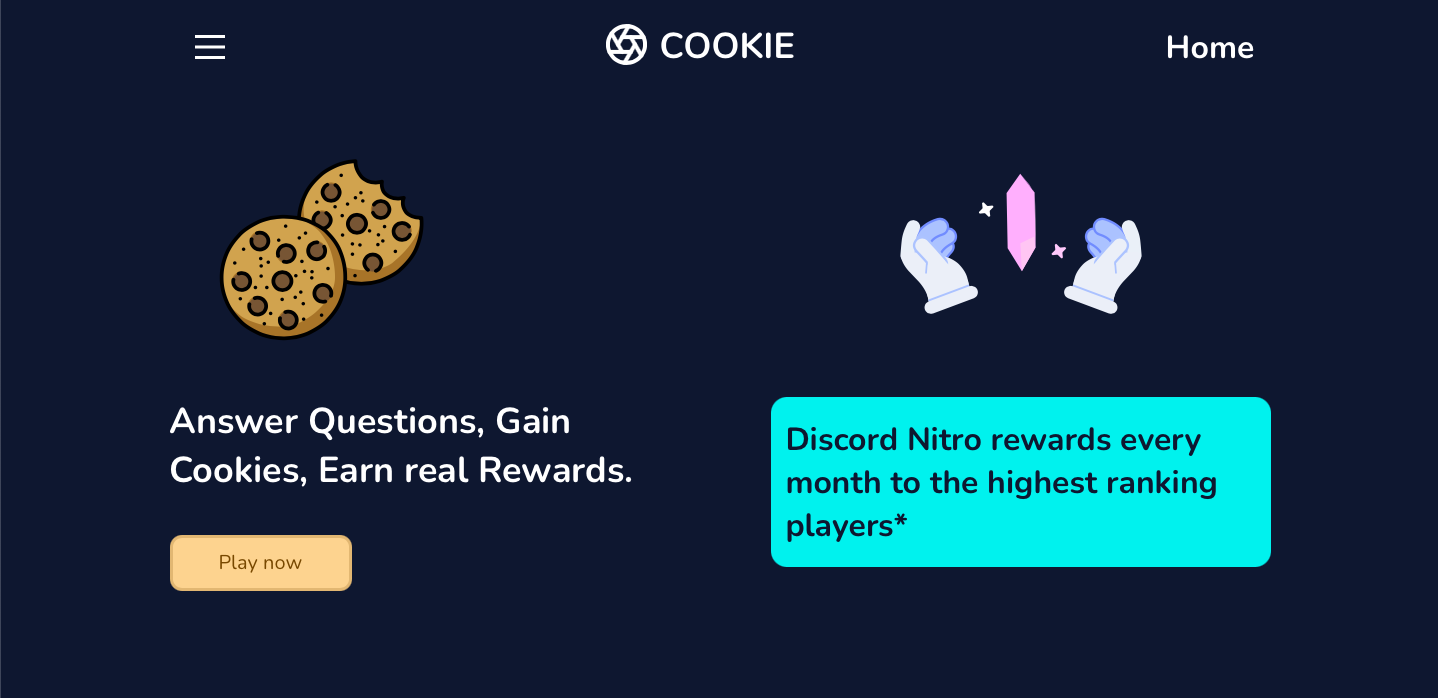 COOKIE
Home
Answer Questions, Gain
Cookies, Earn real Rewards.
Play now
Discord Nitro rewards every
month to the highest ranking
players*